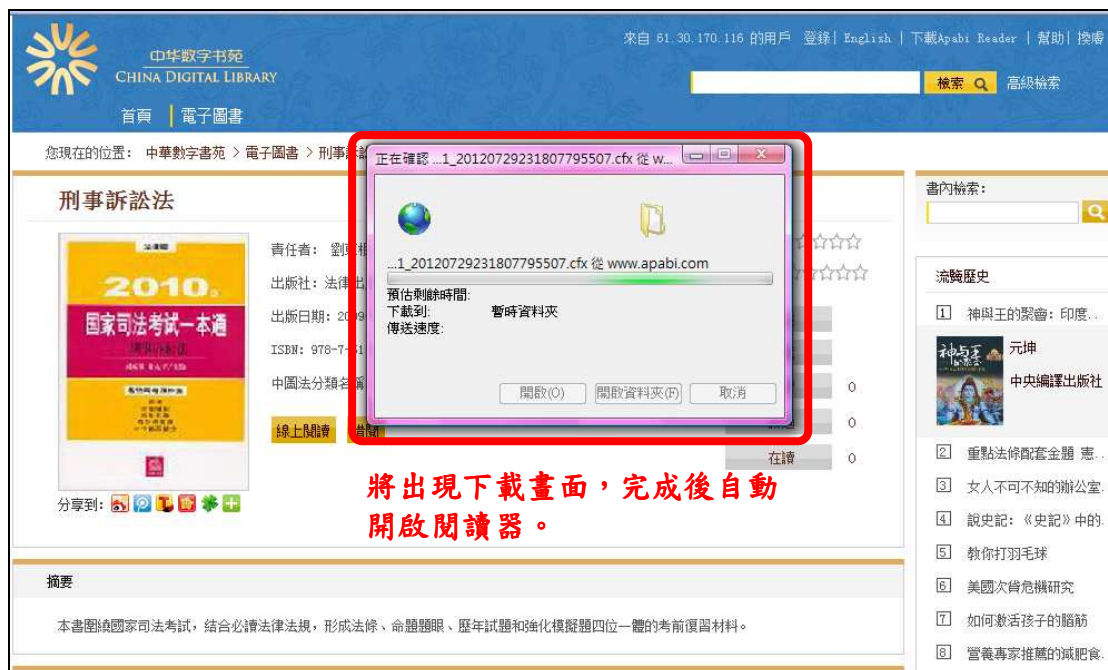 中华数字书苑
CHINA DIGITAL LIBRARY
來自 61.30.170.116 的用戶 登錄| English | 下載Apabi Reader | 幫助| 換膚
檢索
高級檢索
首頁
電子圖書
您現在的位置: 中華數字書苑 > 電子圖書 > 刑事
刑事訴訟法
2010
国家司法考试一本通
分享到:
責任者: 劉
出版社: 法律出
出版日期:
ISBN: 978-7-
中圖法分類名
線上閱讀
借閱
正在確認 ...1_20120729231807795507.cfx 從 w...
...1_20120729231807795507.cfx 從 www.apabi.com
預估剩餘時間:
下載到: 暫時資料夾
傳送速度:
開啟(O)
開啟資料夾(F)
取消
0
0
在讀
0
將出現下載畫面,完成後自動
開啟閱讀器。
摘要
本書圍繞國家司法考試,結合必讀法律法規,形成法條、命題題眼、歷年試題和強化模擬題四位一體的考前復習材料。
書內檢索:
流覽歷史
1 神與王的聚會: 印度..
神与王
元坤
中央編譯出版社
2 重點法條配套金題 憲..
3 女人不可不知的辦公室.
4 說史記: 《史記》中的.
5 教你打羽毛球
6 美國次貸危機研究
7 如何激活孩子的腦筋
8 營養專家推薦的減肥食.